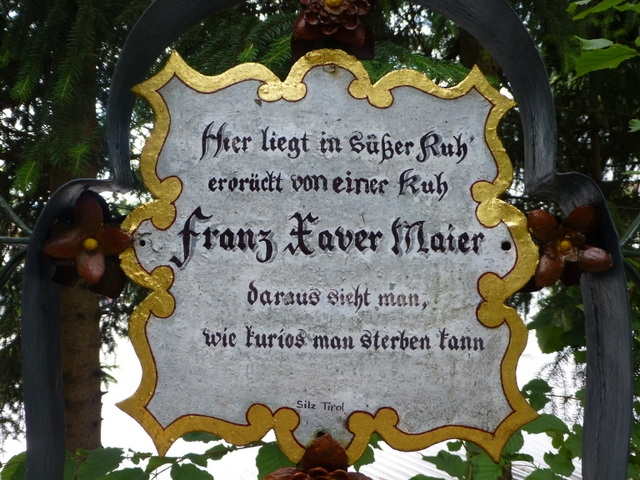 Hier liegt in süßer Ruh
erorückt von einer Kuh
Franz Xaver Maier
daraus sieht man,
wie kurios man sterben kann
Silz Tirol